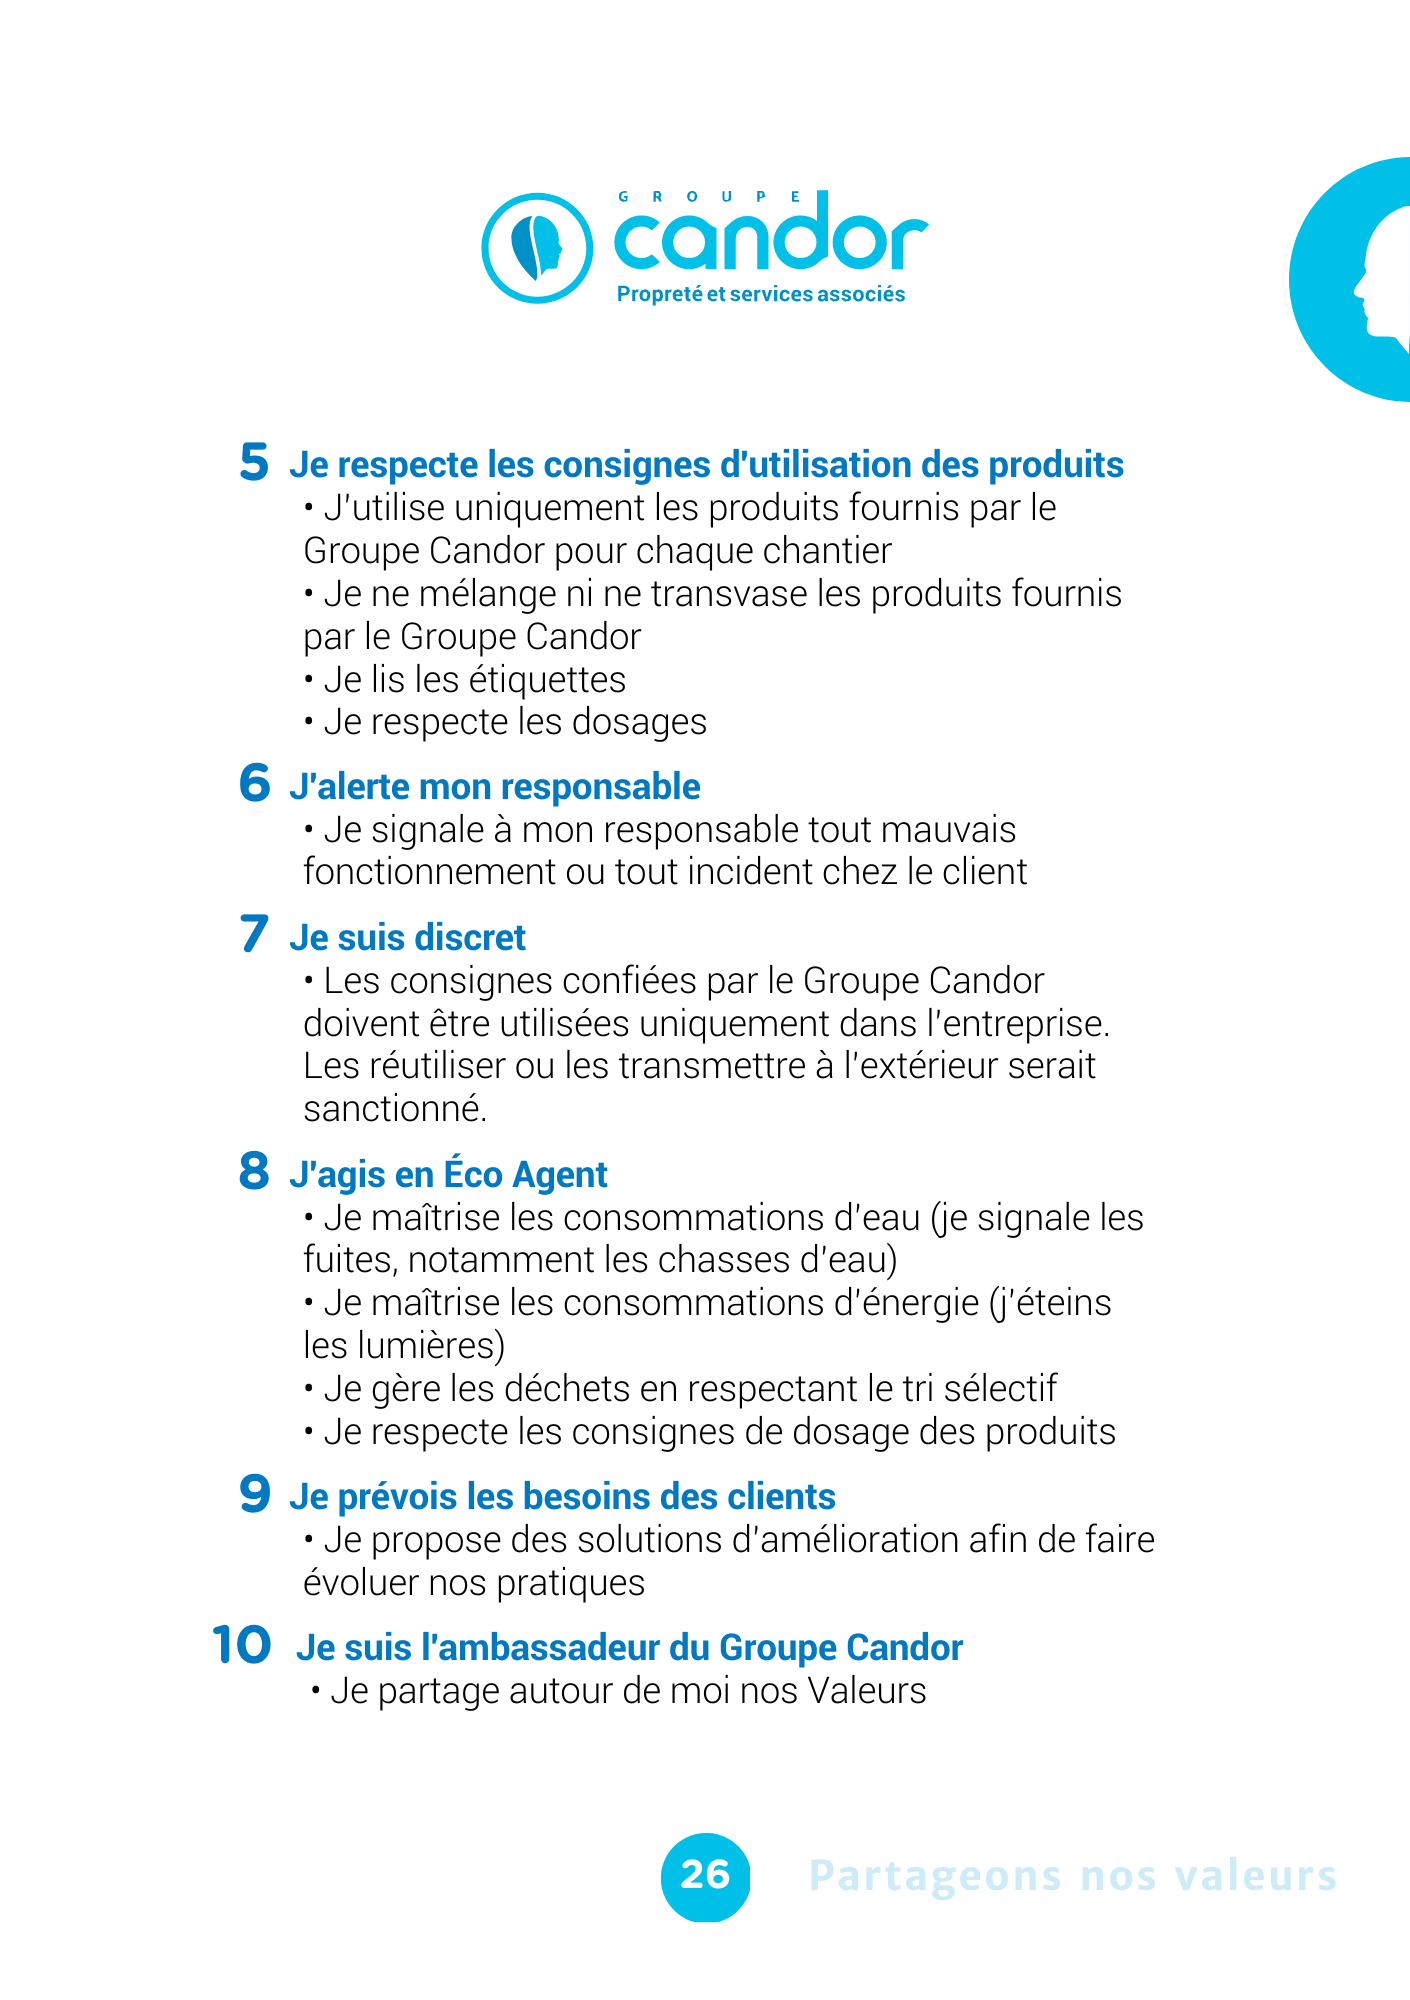 GROUPE
candor
Propreté et services associés
5 Je respecte les consignes d'utilisation des produits
• J'utilise uniquement les produits fournis par le
Groupe Candor pour chaque chantier
• Je ne mélange ni ne transvase les produits fournis
par le Groupe Candor
• Je lis les étiquettes
• Je respecte les dosages
6 J'alerte mon responsable
• Je signale à mon responsable tout mauvais
fonctionnement ou tout incident chez le client
7 Je suis discret
• Les consignes confiées par le Groupe Candor
doivent être utilisées uniquement dans l'entreprise.
Les réutiliser ou les transmettre à l'extérieur serait
sanctionné.
8 J'agis en Éco Agent
• Je maîtrise les consommations d'eau (je signale les
fuites, notamment les chasses d'eau)
• Je maîtrise les consommations d'énergie (j'éteins
les lumières)
• Je gère les déchets en respectant le tri sélectif
• Je respecte les consignes de dosage des produits
9 Je prévois les besoins des clients
• Je propose des solutions d'amélioration afin de faire
évoluer nos pratiques
10 Je suis l'ambassadeur du Groupe Candor
• Je partage autour de moi nos Valeurs
26 Partageons nos valeurs